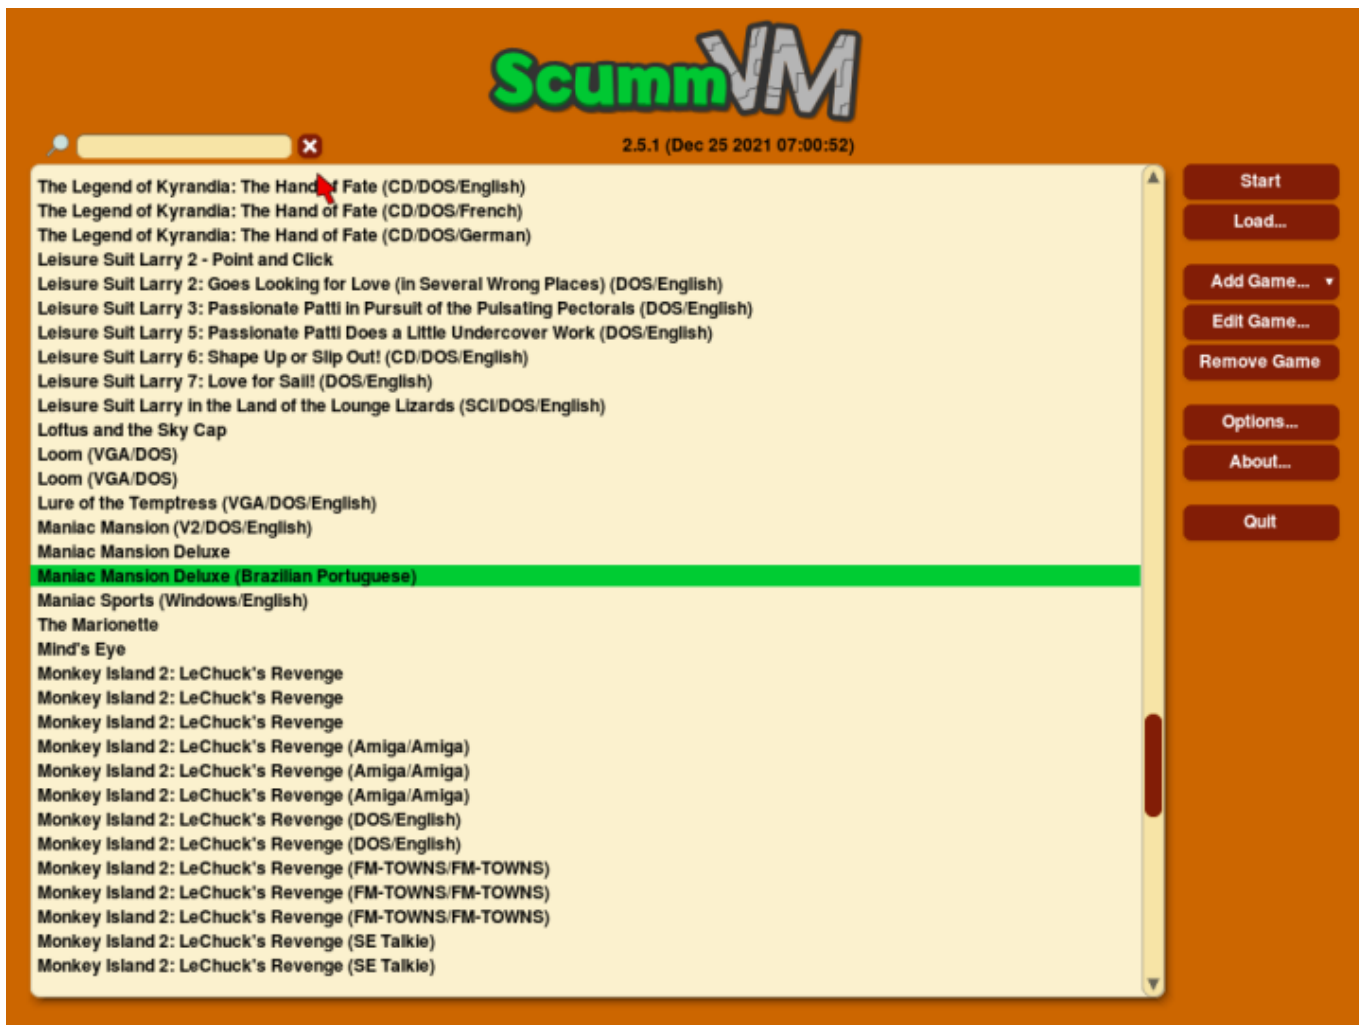 ScummVM
2.5.1 (Dec 25 2021 07:00:52)
The Legend of Kyrandia: The Hand of Fate (CD/DOS/English)
The Legend of Kyrandia: The Hand of Fate (CD/DOS/French)
The Legend of Kyrandia: The Hand of Fate (CD/DOS/German)
Leisure Suit Larry 2 - Point and Click
Leisure Suit Larry 2: Goes Looking for Love (in Several Wrong Places) (DOS/English)
Leisure Suit Larry 3: Passionate Patti in Pursuit of the Pulsating Pectorals (DOS/English)
Leisure Suit Larry 5: Passionate Patti Does a Little Undercover Work (DOS/English)
Leisure Suit Larry 6: Shape Up or Slip Out! (CD/DOS/English)
Leisure Suit Larry 7: Love for Sail! (DOS/English)
Leisure Suit Larry in the Land of the Lounge Lizards (SCI/DOS/English)
Loftus and the Sky Cap
Loom (VGA/DOS)
Loom (VGA/DOS)
Lure of the Temptress (VGA/DOS/English)
Maniac Mansion (V2/DOS/English)
Maniac Mansion Deluxe
Maniac Mansion Deluxe (Brazilian Portuguese)
Maniac Sports (Windows/English)
The Marionette
Mind's Eye
Monkey Island 2: LeChuck's Revenge
Monkey Island 2: LeChuck's Revenge
Monkey Island 2: LeChuck's Revenge
Monkey Island 2: LeChuck's Revenge (Amiga/Amiga)
Monkey Island 2: LeChuck's Revenge (Amiga/Amiga)
Monkey Island 2: LeChuck's Revenge (Amiga/Amiga)
Monkey Island 2: LeChuck's Revenge (DOS/English)
Monkey Island 2: LeChuck's Revenge (DOS/English)
Monkey Island 2: LeChuck's Revenge (FM-TOWNS/FM-TOWNS)
Monkey Island 2: LeChuck's Revenge (FM-TOWNS/FM-TOWNS)
Monkey Island 2: LeChuck's Revenge (FM-TOWNS/FM-TOWNS)
Monkey Island 2: LeChuck's Revenge (SE Talkie)
Monkey Island 2: LeChuck's Revenge (SE Talkie)
Start
Load...
Add Game...
Edit Game...
Remove Game
Options...
About...
Quit